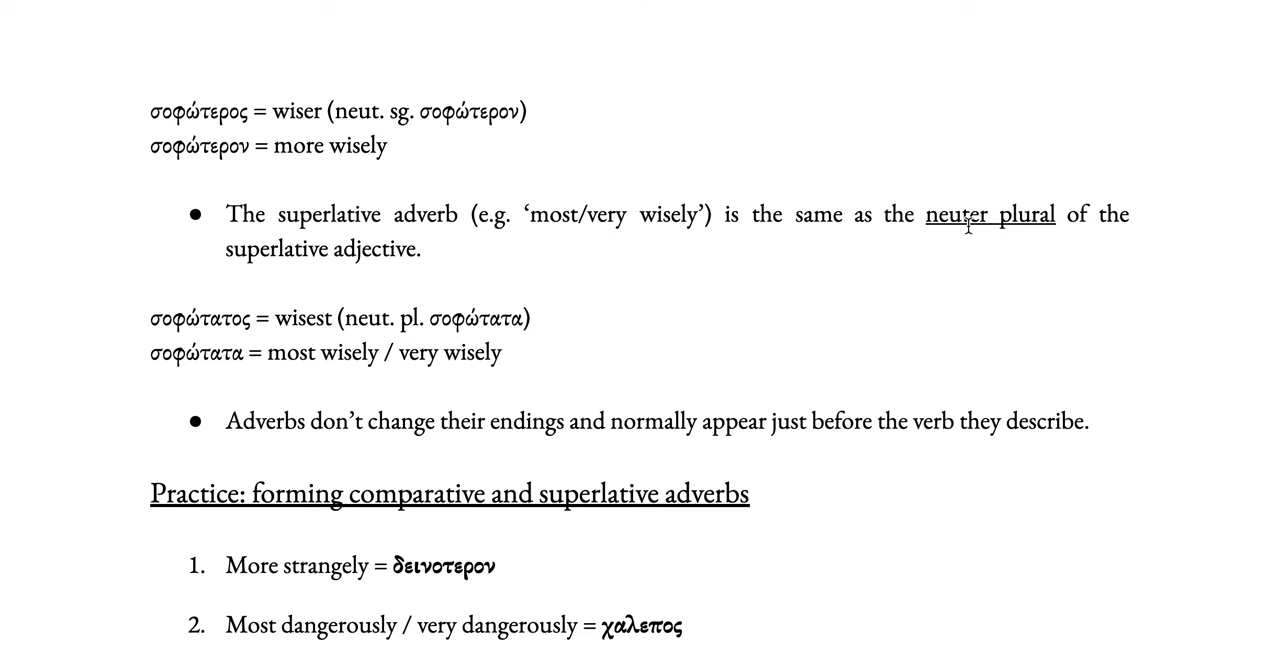 σοφώτερος = wiser (neut. sg. σοφώτερον)
σοφώτερον = more wisely
● The superlative adverb (e.g. ‘most/very wisely’) is the same as the neuter plural of the
superlative adjective.
σοφώτατος = wisest (neut. pl. σοφώτατα)
σοφώτατα = most wisely / very wisely
● Adverbs don’t change their endings and normally appear just before the verb they describe.
Practice: forming comparative and superlative adverbs
1. More strangely = δεινοτερον
2. Most dangerously / very dangerously = χαλεπος